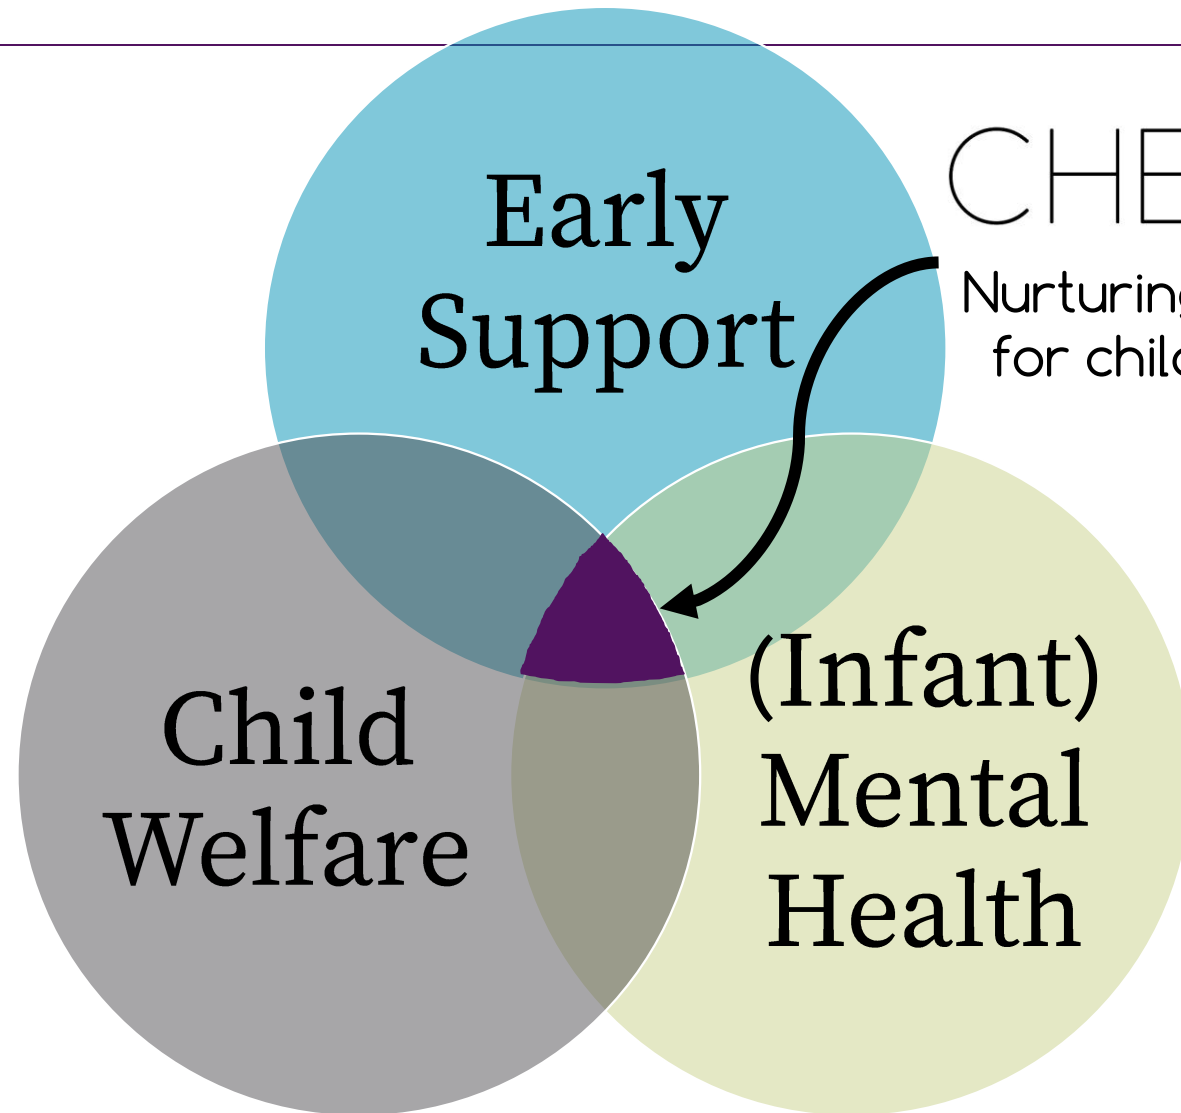 Early
Support
CHE
Nurturing
for chil
Child
Welfare
(Infant)
Mental
Health